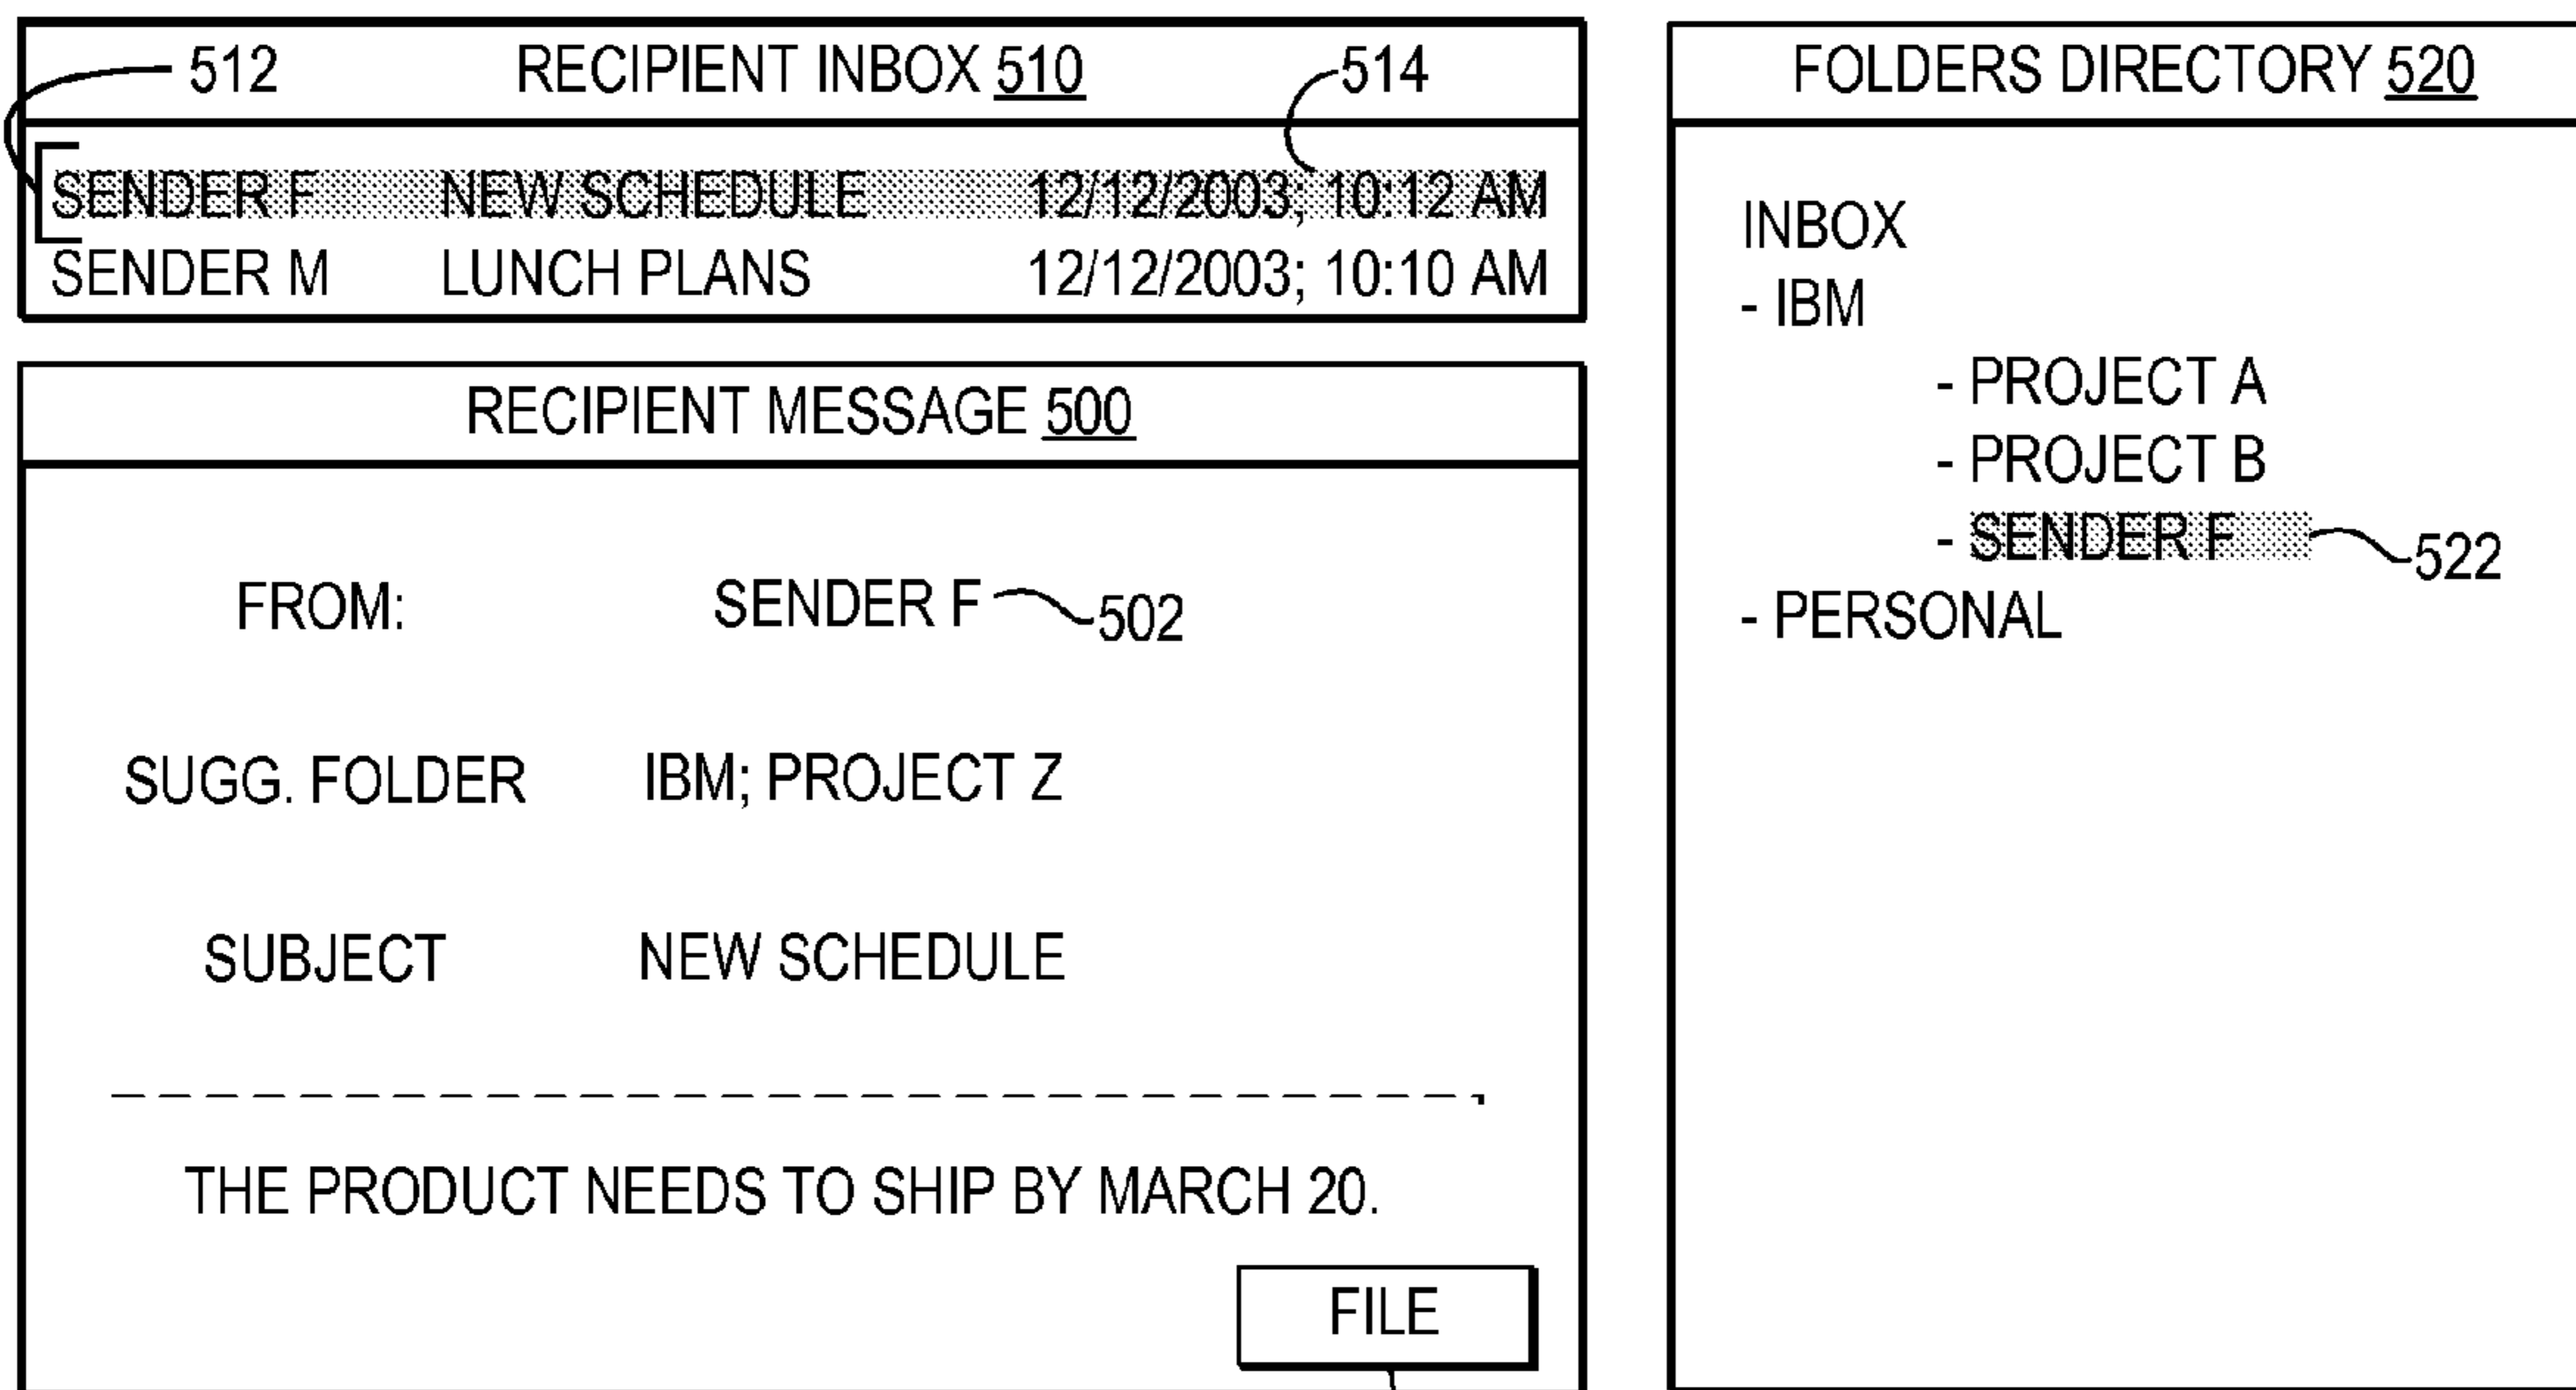 512 RECIPIENT INBOX 510 514
SENDER F NEW SCHEDULE 12/12/2003; 10:12 AM
SENDER M LUNCH PLANS 12/12/2003; 10:10 AM
RECIPIENT MESSAGE 500
FROM: SENDER F 502
SUGG. FOLDER IBM; PROJECT Z
SUBJECT NEW SCHEDULE
THE PRODUCT NEEDS TO SHIP BY MARCH 20.
FILE
FOLDERS DIRECTORY 520
INBOX
- IBM
- PROJECT A
- PROJECT B
- SENDER F 522
- PERSONAL